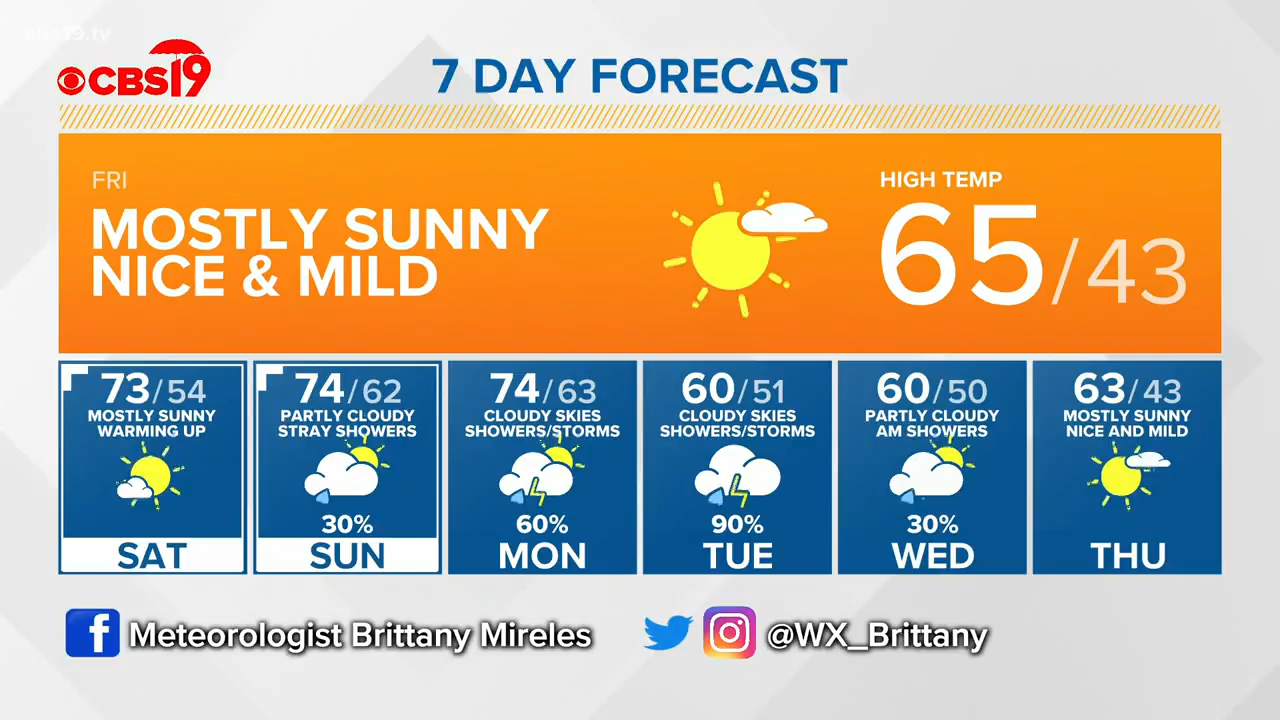 cbs19.tv
CBS19
7 DAY FORECAST
FRI
MOSTLY SUNNY
NICE & MILD
HIGH TEMP
65/43
73/54
MOSTLY SUNNY
WARMING UP
SAT
74/62
PARTLY CLOUDY
STRAY SHOWERS
30%
SUN
74/63
CLOUDY SKIES
SHOWERS/STORMS
60%
MON
60/51
CLOUDY SKIES
SHOWERS/STORMS
90%
TUE
60/50
PARTLY CLOUDY
AM SHOWERS
30%
WED
63/43
MOSTLY SUNNY
NICE AND MILD
THU
Meteorologist Brittany Mireles
@WX_Brittany